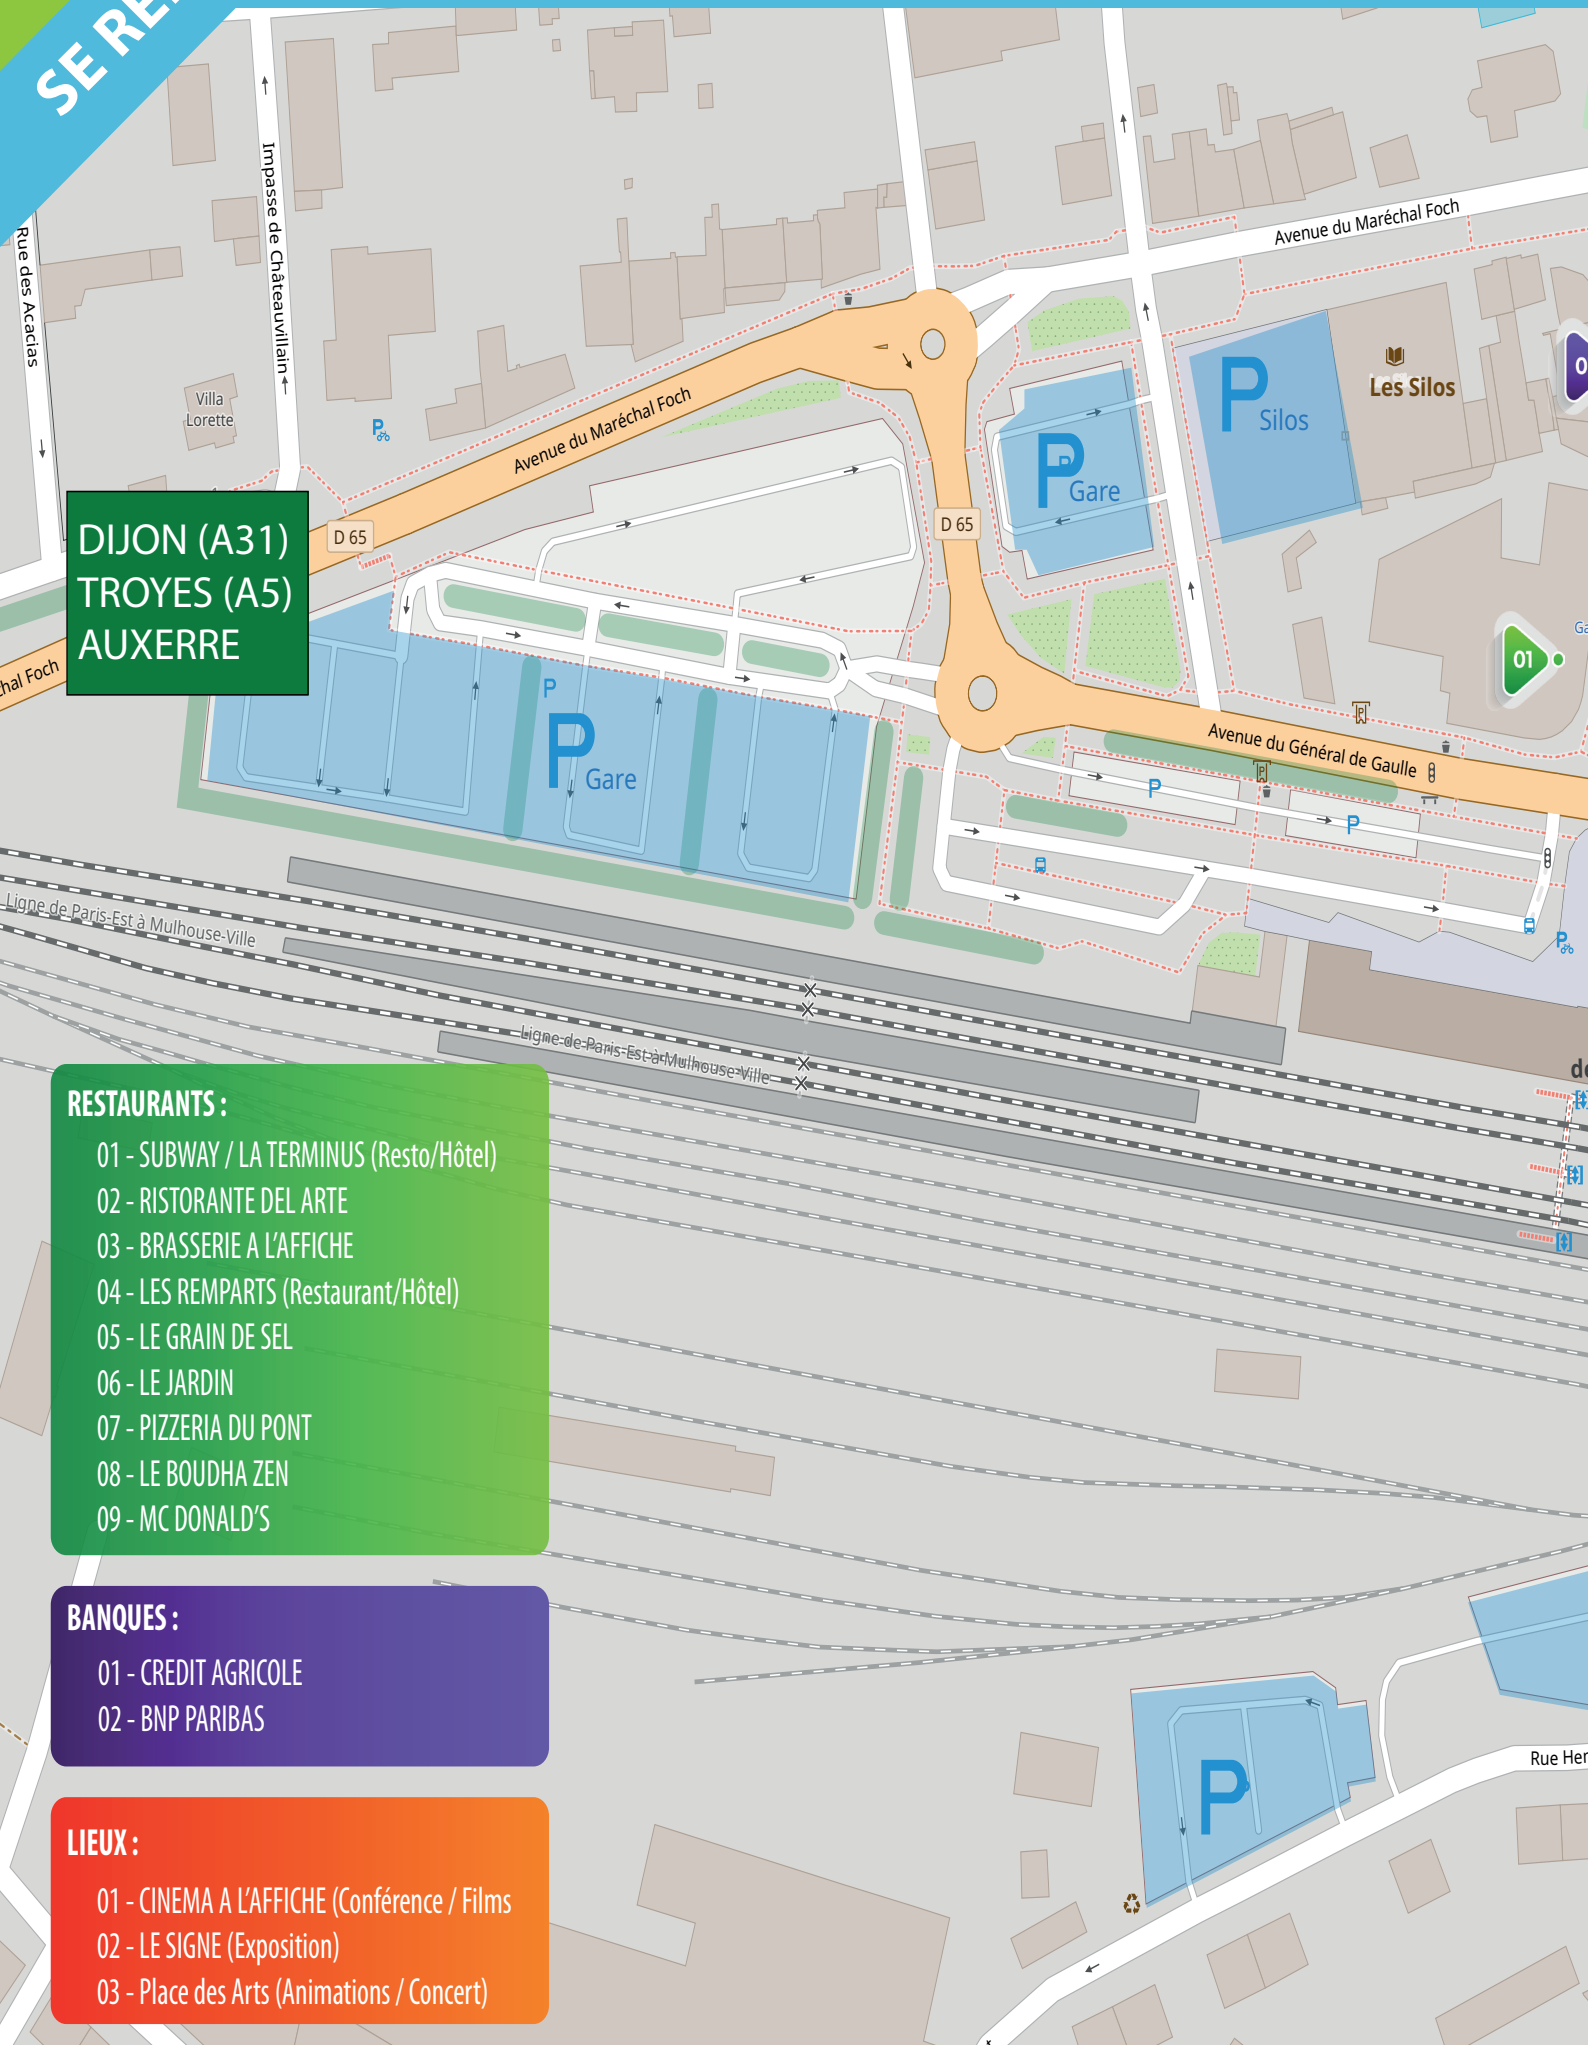 SE RE
Impasse de Châteauvillain
Rue des Acacias
Avenue du Maréchal Foch
Les Silos
P
Silos
Villa
Lorette
P
Avenue du Maréchal Foch
P
P
Gare
D 65
D 65
DIJON (A31)
TROYES (A5)
AUXERRE
01
hal Foch
P
P
Gare
P
Avenue du Général de Gaulle
P
P
P
P
Ligne de Paris-Est à Mulhouse-Ville
Ligne de Paris-Est à Mulhouse-Ville
RESTAURANTS :
01 - SUBWAY / LA TERMINUS (Resto/Hôtel)
02 - RISTORANTE DEL ARTE
03 - BRASSERIE A L'AFFICHE
04 - LES REMPARTS (Restaurant/Hôtel)
05 - LE GRAIN DE SEL
06 - LE JARDIN
07 - PIZZERIA DU PONT
08 - LE BOUDHA ZEN
09 - MC DONALD'S
BANQUES :
01 - CREDIT AGRICOLE
02 - BNP PARIBAS
P
Rue Her
LIEUX :
01 - CINEMA A L'AFFICHE (Conférence / Films
02 - LE SIGNE (Exposition)
03 - Place des Arts (Animations / Concert)